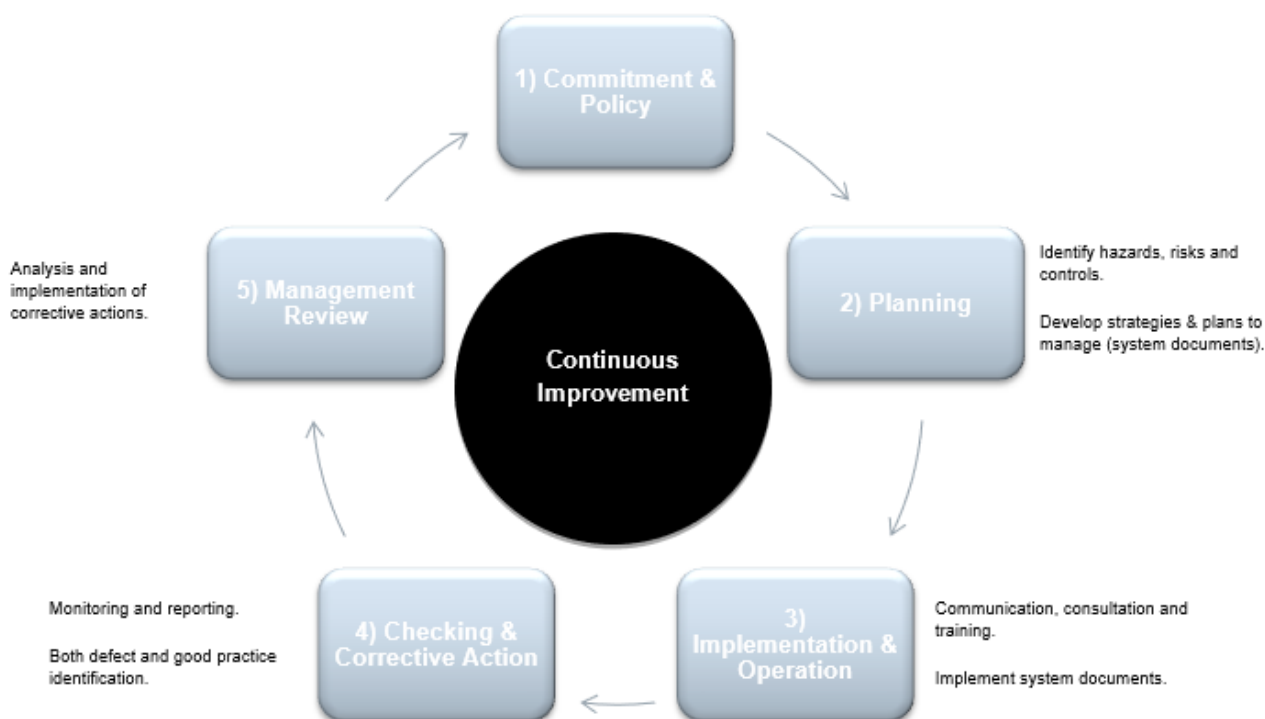 1) Commitment &
Policy
2) Planning
Identify hazards, risks and
controls.
Develop strategies & plans to
manage (system documents).
3)
Implementation &
Operation
Communication, consultation and
training.
Implement system documents.
4) Checking &
Corrective Action
Monitoring and reporting.
Both defect and good practice
identification.
5) Management
Review
Analysis and
implementation of
corrective actions.
Continuous
Improvement